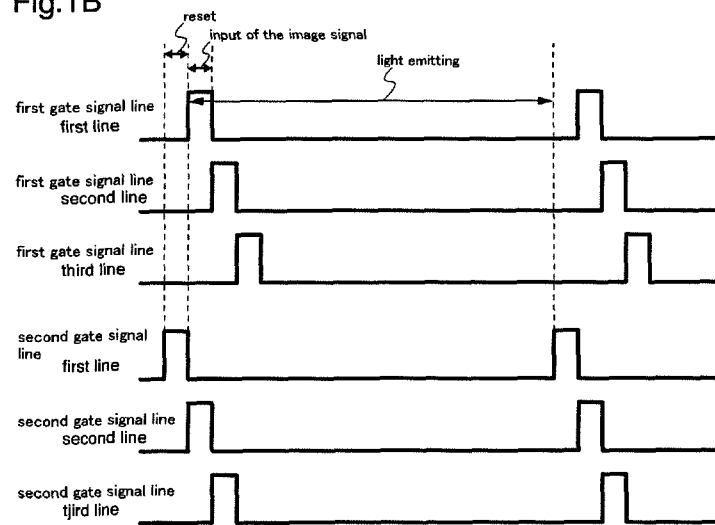 Fig.1B
reset
input of the image signal
light emitting
first gate signal line
first line
first gate signal line
second line
first gate signal line
third line
second gate signal
line
first line
second gate signal line
second line
second gate signal line
tjird line